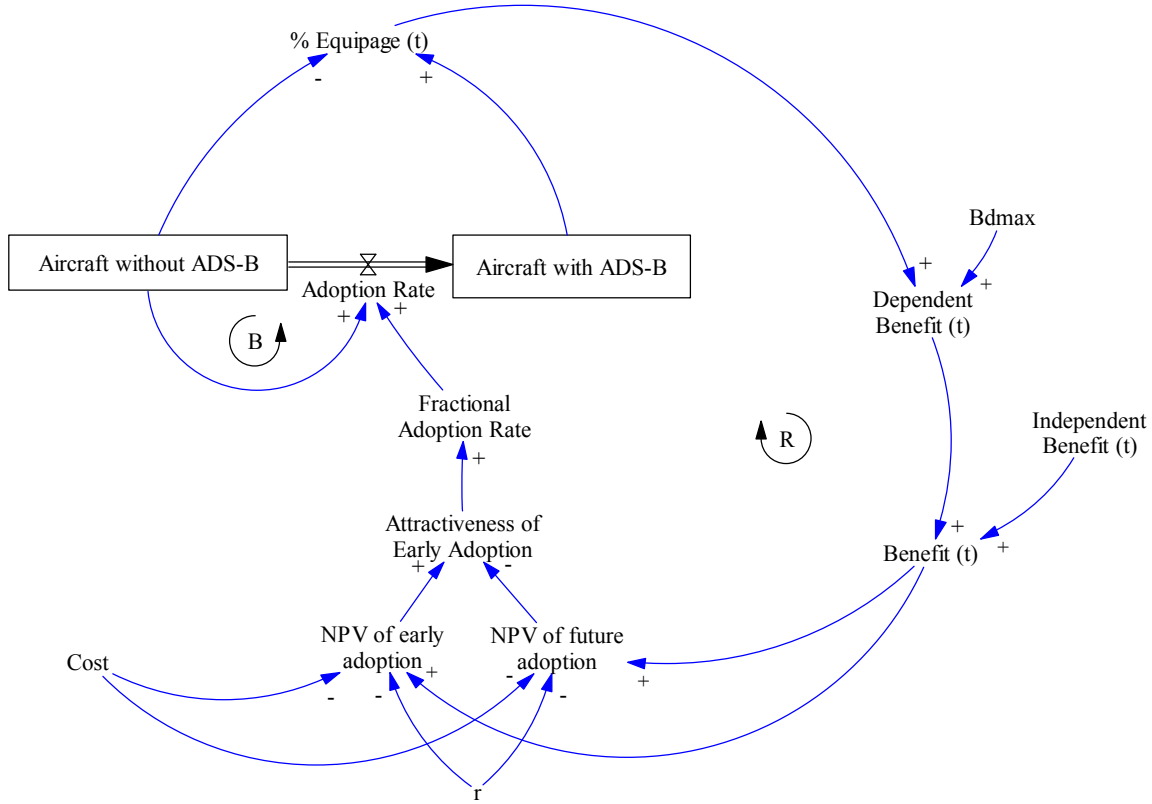 % Equipage (t)
-
+
Bdmax
Aircraft without ADS-B
Aircraft with ADS-B
+
+
Adoption Rate
Dependent
Benefit (t)
+
+
B
Fractional
Adoption Rate
R
Independent
Benefit (t)
+
Attractiveness of
Early Adoption
+
-
+
+
Benefit (t)
NPV of early
adoption
NPV of future
adoption
Cost
+
-
+
-
-
-
r